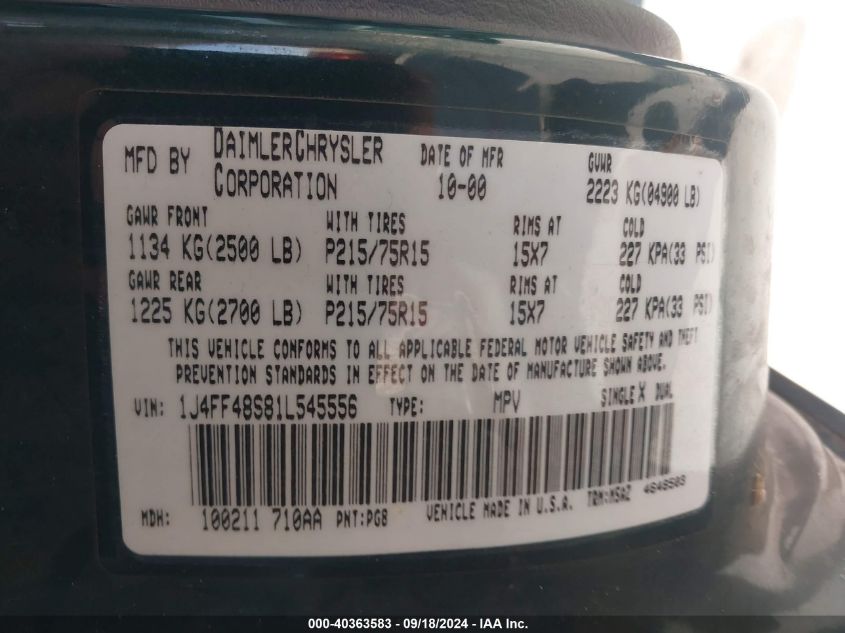 MFD BY DAIMLERCHRYSLER CORPORATION DATE OF MFR 10-00 GVWR 2223 KG(04900 LB)
GAWR FRONT WITH TIRES RIMS AT COLD
1134 KG(2500 LB) P215/75R15 15X7 227 KPA(33 PSI)
GAWR REAR WITH TIRES RIMS AT COLD
1225 KG(2700 LB) P215/75R15 15X7 227 KPA(33 PSI)
THIS VEHICLE CONFORMS TO ALL APPLICABLE FEDERAL MOTOR VEHICLE SAFETY AND THEFT
PREVENTION STANDARDS IN EFFECT ON THE DATE OF MANUFACTURE SHOWN ABOVE.
VIN: 1J4FF48S81L545556 TYPE: MPV SINGLE X DUAL
MDH: 100211 710AA PNT:PG8 VEHICLE MADE IN U.S.A. TRM:MSAZ 4648503
000-40363583 - 09/18/2024 - IAA Inc.